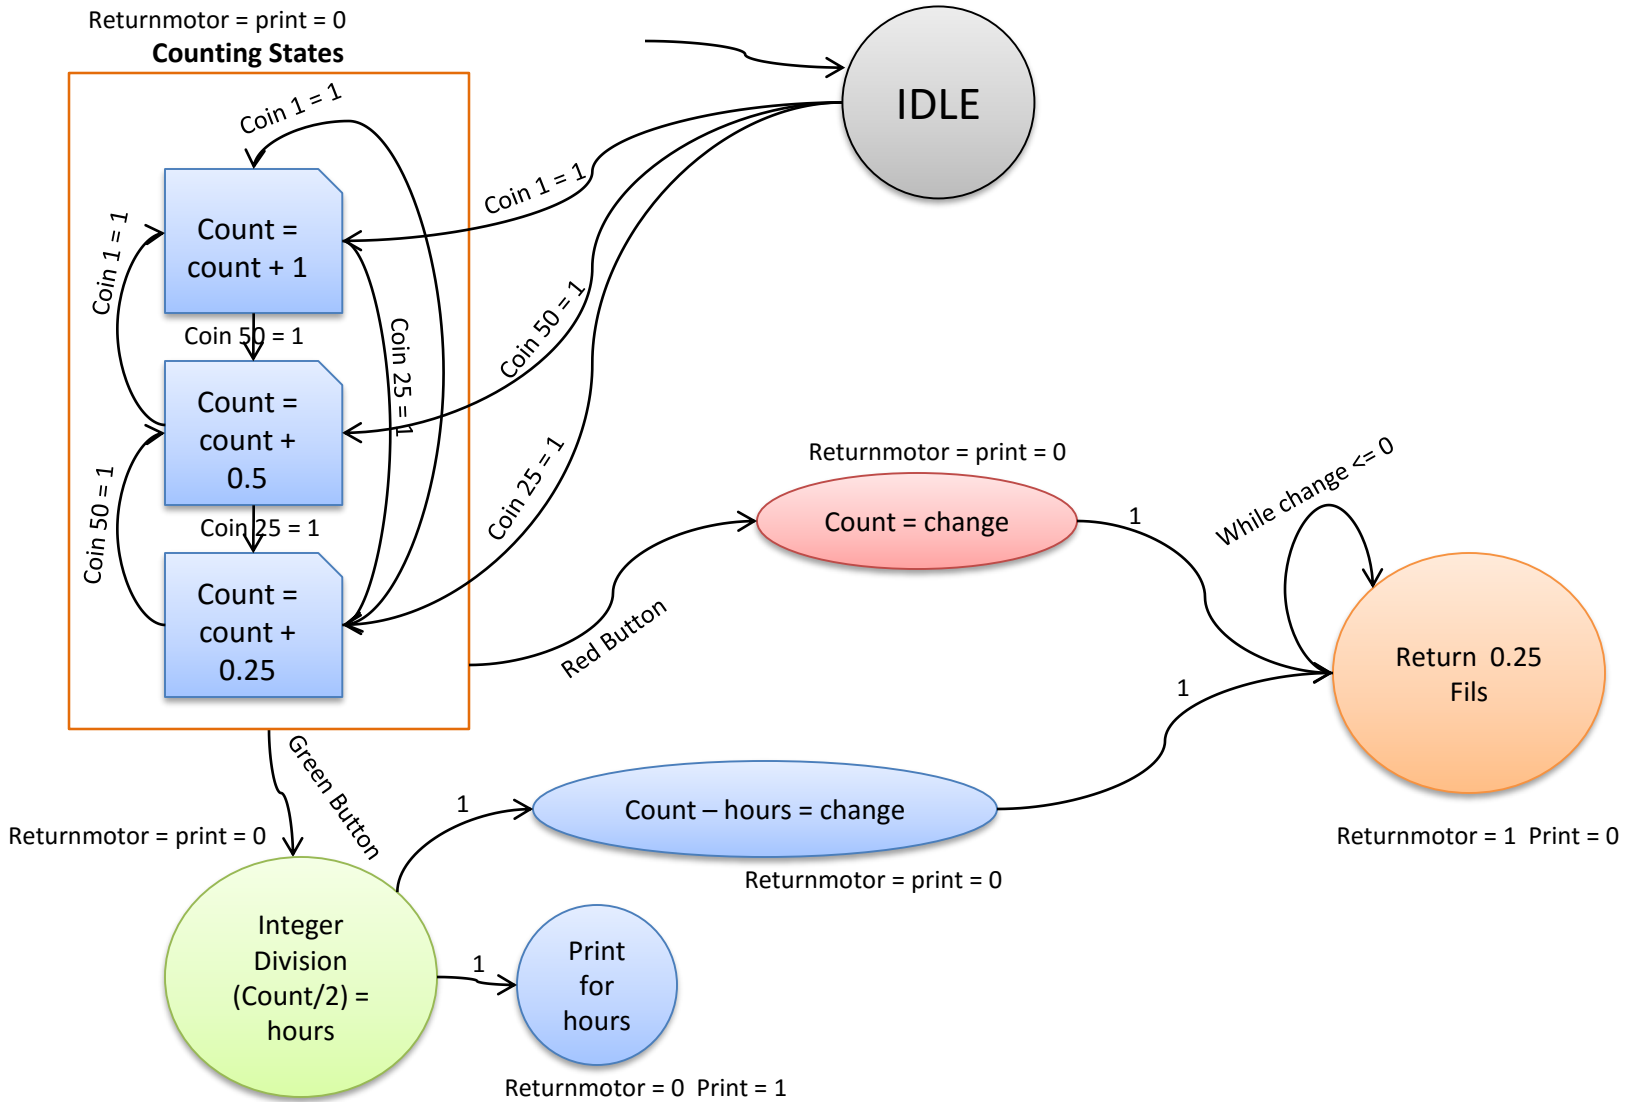 Returnmotor = print = 0
Counting States
IDLE
Coin 1 = 1
Coin 1 = 1
Coin 1 = 1
Count =
count + 1
Coin 50 = 1
Coin 50 = 1
Coin 25 = 1
Count =
count +
0.5
Coin 25 = 1
Coin 50 = 1
Coin 25 = 1
Count =
count +
0.25
Returnmotor = print = 0
Count = change
Red Button
1
While change <= 0
Return 0.25
Fils
Returnmotor = 1 Print = 0
Green Button
Returnmotor = print = 0
1
Count – hours = change
1
Returnmotor = print = 0
Integer
Division
(Count/2) =
hours
1
Print
for
hours
Returnmotor = 0 Print = 1